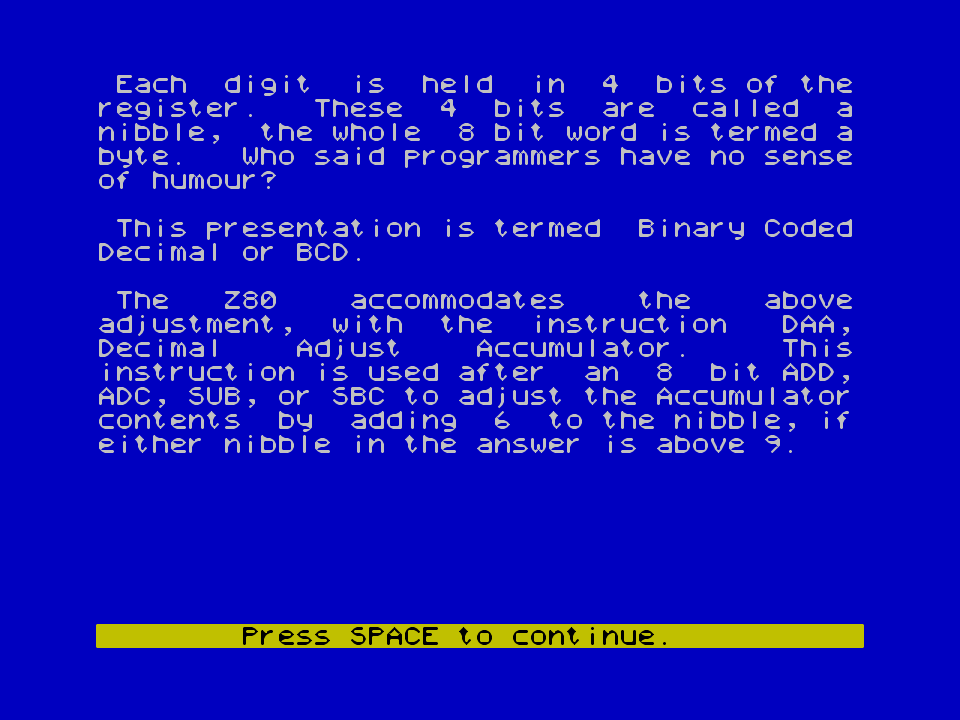 Each digit is held in 4 bits of the
register. These 4 bits are called a
nibble, the whole 8 bit word is termed a
byte. Who said programmers have no sense
of humour?
This presentation is termed Binary Coded
Decimal or BCD.
The Z80 accommodates the above
adjustment, with the instruction DAA,
Decimal Adjust Accumulator. This
instruction is used after an 8 bit ADD,
ADC, SUB, or SBC to adjust the Accumulator
contents by adding 6 to the nibble, if
either nibble in the answer is above 9.
Press SPACE to continue.